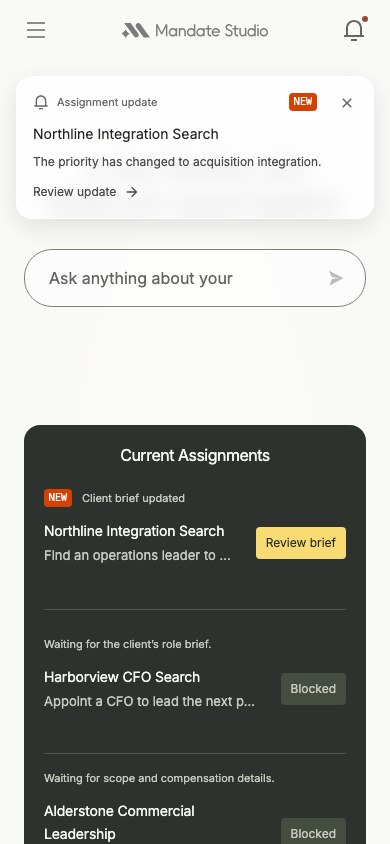 Mandate Studio
Assignment update
NEW
Northline Integration Search
The priority has changed to acquisition integration.
Review update
Ask anything about your
Current Assignments
NEW
Client brief updated
Northline Integration Search
Find an operations leader to ...
Review brief
Waiting for the client's role brief.
Harborview CFO Search
Appoint a CFO to lead the next p...
Blocked
Waiting for scope and compensation details.
Alderstone Commercial
Leadership
Blocked